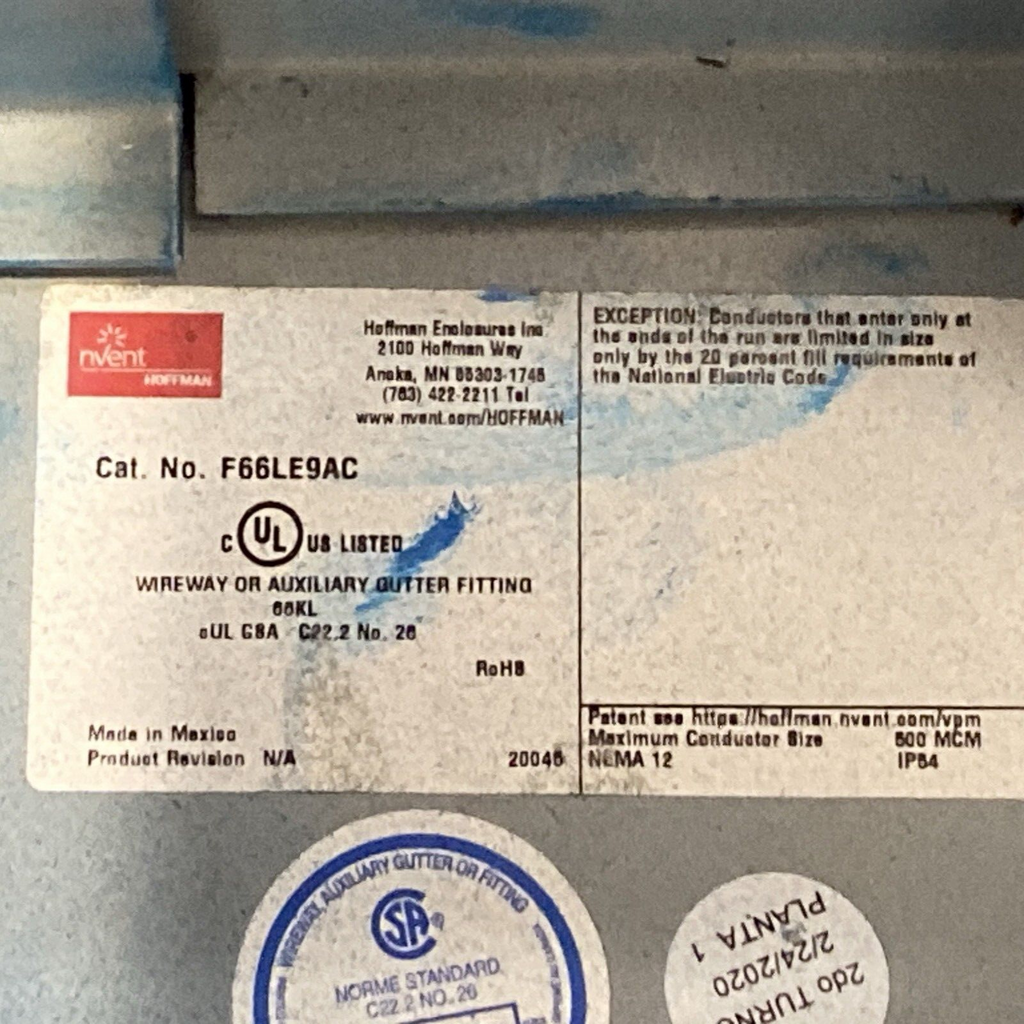 nvent
HOFFMAN
Hoffman Enclosures Inc
2100 Hoffman Way
Anoka, MN 55303-1745
(763) 422-2211 Tel
www.nvent.com/HOFFMAN
Cat. No. F66LE9AC
C UL US LISTED
WIREWAY OR AUXILIARY GUTTER FITTING
66KL
cUL CSA C22.2 No. 26
RoHS
Made in Mexico
Product Revision N/A
EXCEPTION: Conductors that enter only at
the ends of the run are limited in size
only by the 20 percent fill requirements of
the National Electric Code
Patent see https://hoffman.nvent.com/vpm
Maximum Conductor Size 500 MCM
NEMA 12 IP54
WIREWAY, AUXILIARY GUTTER OR FITTING
SA ®
NORME STANDARD
C22.2 NO. 26
2do TURNO
2/24/2020
PLANTA 1